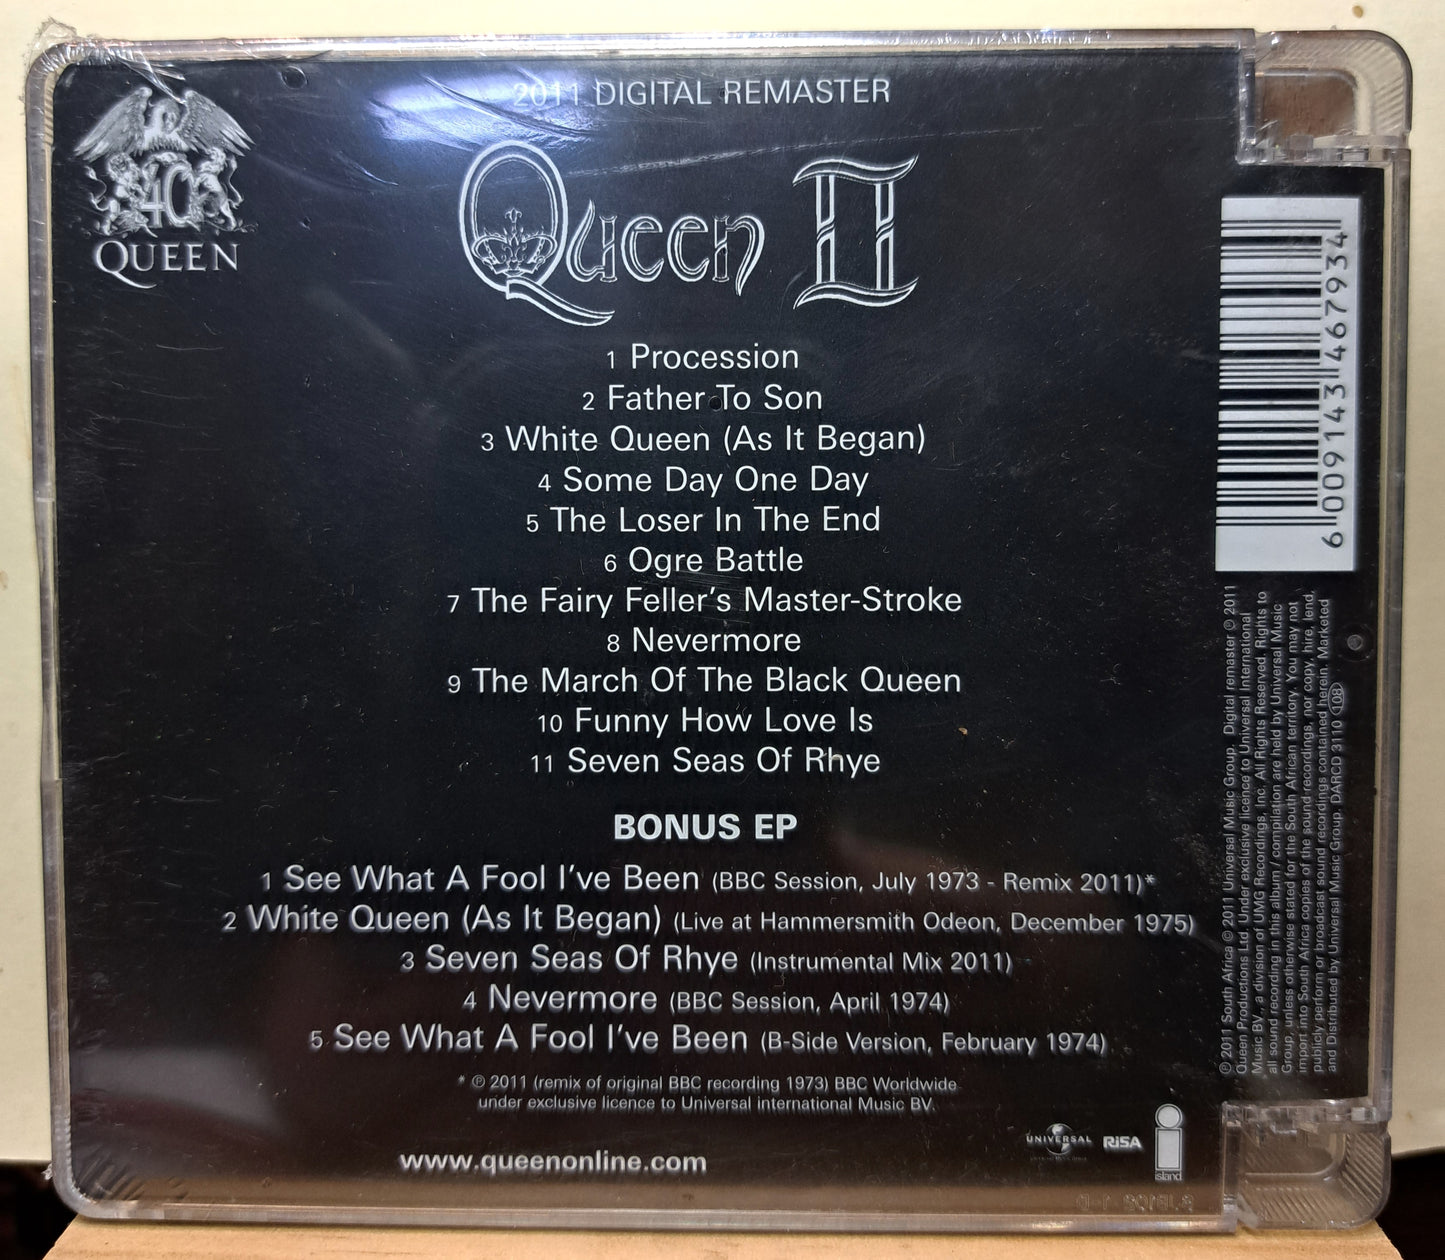 2011 DIGITAL REMASTER
40
QUEEN
Queen II
1 Procession
2 Father To Son
3 White Queen (As It Began)
4 Some Day One Day
5 The Loser In The End
6 Ogre Battle
7 The Fairy Feller's Master-Stroke
8 Nevermore
9 The March Of The Black Queen
10 Funny How Love Is
11 Seven Seas Of Rhye
BONUS EP
1 See What A Fool I've Been (BBC Session, July 1973 - Remix 2011)*
2 White Queen (As It Began) (Live at Hammersmith Odeon, December 1975)
3 Seven Seas Of Rhye (Instrumental Mix 2011)
4 Nevermore (BBC Session, April 1974)
5 See What A Fool I've Been (B-Side Version, February 1974)
* ℗ 2011 (remix of original BBC recording 1973) BBC Worldwide
under exclusive licence to Universal international Music BV.
www.queenonline.com
UNIVERSAL
RiSA
island
6 009143 467934
℗ 2011 South Africa © 2011 Universal Music Group. Digital remaster ℗ 2011
Queen Productions Ltd. Under exclusive licence to Universal International
Music BV., a division of UMG Recordings, Inc. All Rights Reserved. Rights to
all sound recording in this album compilation are held by Universal Music
Group, unless otherwise stated for the South African territory. You may not
import into South Africa copies of the sound recordings, nor copy, hire, lend,
publicly perform or broadcast sound recordings contained herein. Marketed
and Distributed by Universal Music Group. DARCD 3110 (108)